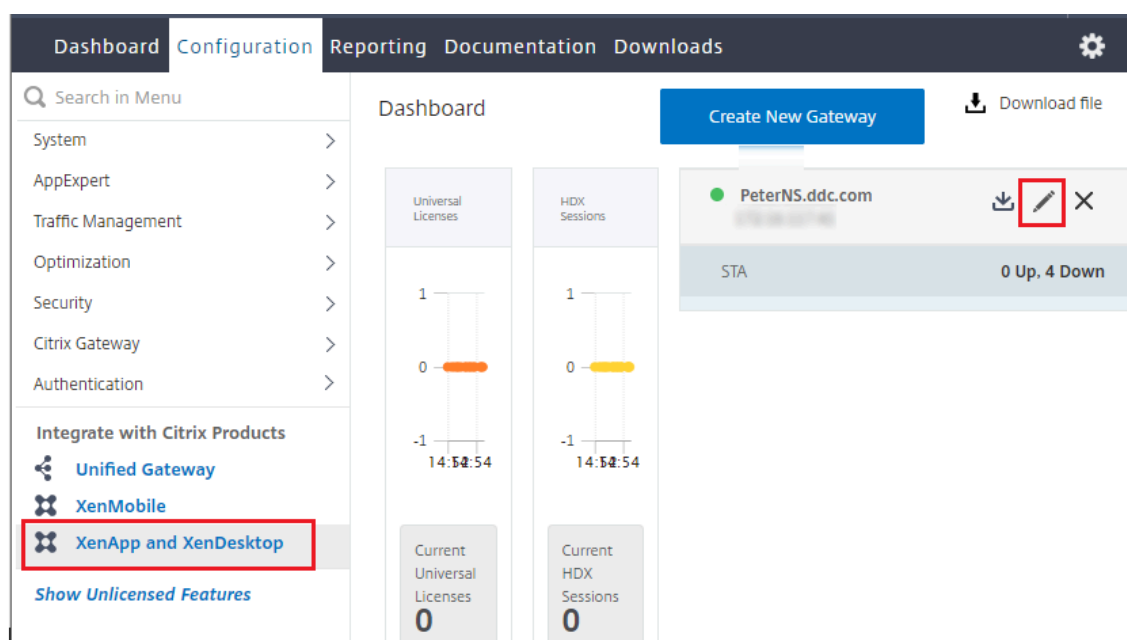 Dashboard Configuration Reporting Documentation Downloads
Search in Menu
System
AppExpert
Traffic Management
Optimization
Security
Citrix Gateway
Authentication
Integrate with Citrix Products
Unified Gateway
XenMobile
XenApp and XenDesktop
Show Unlicensed Features
Dashboard
Create New Gateway
Download file
Universal
Licenses
1
0
-1
Current
Universal
Licenses
0
HDX
Sessions
1
0
-1
Current
HDX
Sessions
0
PeterNS.ddc.com
STA 0 Up, 4 Down